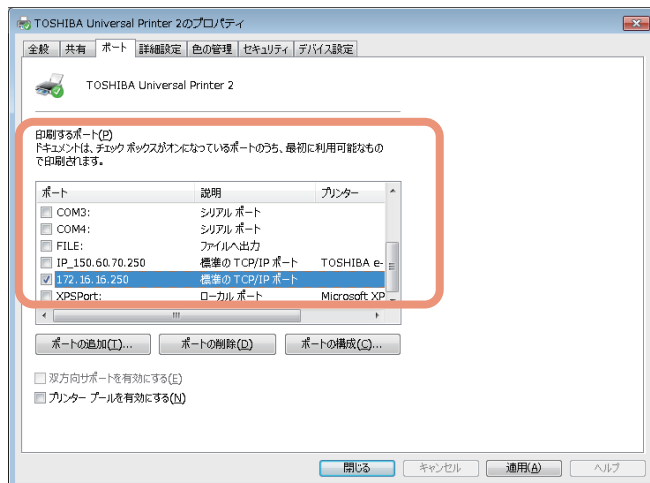 TOSHIBA Universal Printer 2のプロパティ
全般 共有 ポート 詳細設定 色の管理 セキュリティ デバイス設定
TOSHIBA Universal Printer 2
印刷するポート(P)
ドキュメントは、チェック ボックスがオンになっているポートのうち、最初に利用可能なもの
で印刷されます。
ポート 説明 プリンター
COM3: シリアル ポート
COM4: シリアル ポート
FILE: ファイルへ出力
IP_150.60.70.250 標準の TCP/IP ポート TOSHIBA e-
172.16.16.250 標準の TCP/IP ポート
XPSPort: ローカル ポート Microsoft XP
ポートの追加(T)... ポートの削除(D) ポートの構成(C)...
双方向サポートを有効にする(E)
プリンター プールを有効にする(N)
閉じる キャンセル 適用(A) ヘルプ